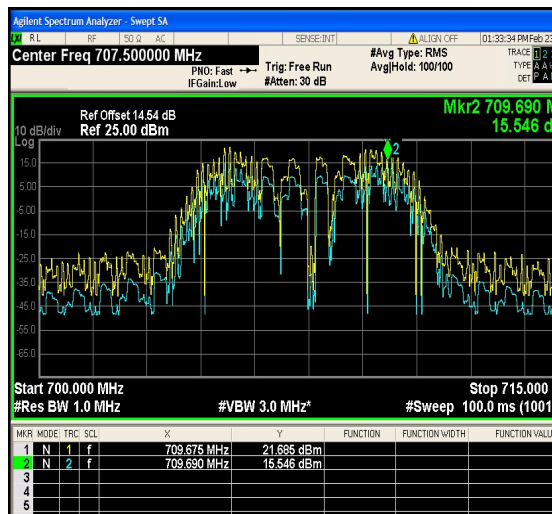 Agilent Spectrum Analyzer - Swept SA
LXI RL RF 50 Ω AC SENSE:INT ALIGN OFF 01:33:34 PM Feb 23
Center Freq 707.500000 MHz
PNO: Fast
IFGain:Low
Trig: Free Run
#Atten: 30 dB
#Avg Type: RMS
Avg|Hold: 100/100
TRACE 1 2
TYPE A A
DET P A
Mkr2 709.690 M
15.546 d
Ref Offset 14.54 dB
10 dB/div Ref 25.00 dBm
Log
2
15.0
5.00
-5.00
-15.0
-25.0
-35.0
-45.0
-55.0
-65.0
Start 700.000 MHz Stop 715.000
#Res BW 1.0 MHz #VBW 3.0 MHz* #Sweep 100.0 ms (1001
MKR MODE TRC SCL X Y FUNCTION FUNCTION WIDTH FUNCTION VALU
1 N 1 f 709.675 MHz 21.685 dBm
2 N 2 f 709.690 MHz 15.546 dBm
3
4
5